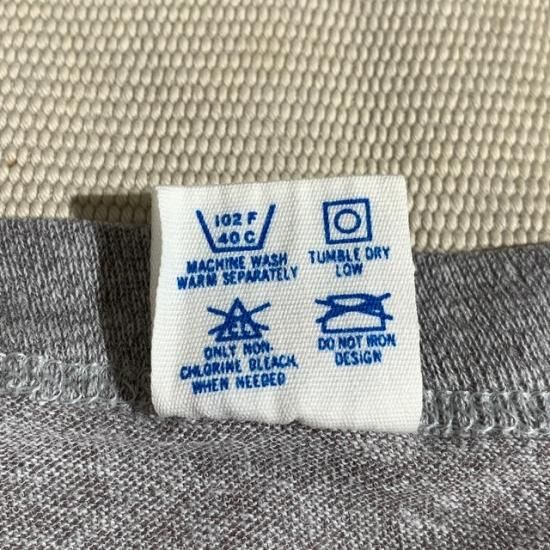 102 F
40 C
MACHINE WASH
WARM SEPARATELY
TUMBLE DRY
LOW
CL
ONLY NON-
CHLORINE BLEACH
WHEN NEEDED
DO NOT IRON
DESIGN